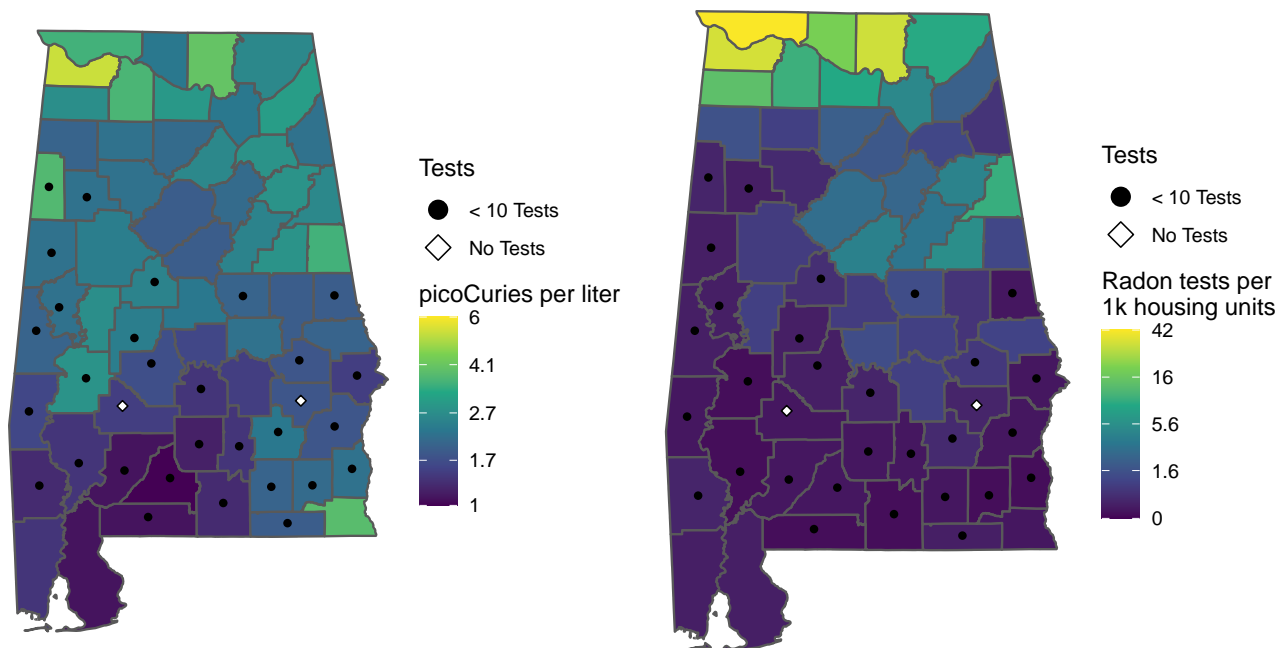 Tests
< 10 Tests
No Tests
picoCuries per liter
6
4.1
2.7
1.7
1
Tests
< 10 Tests
No Tests
Radon tests per
1k housing units
42
16
5.6
1.6
0